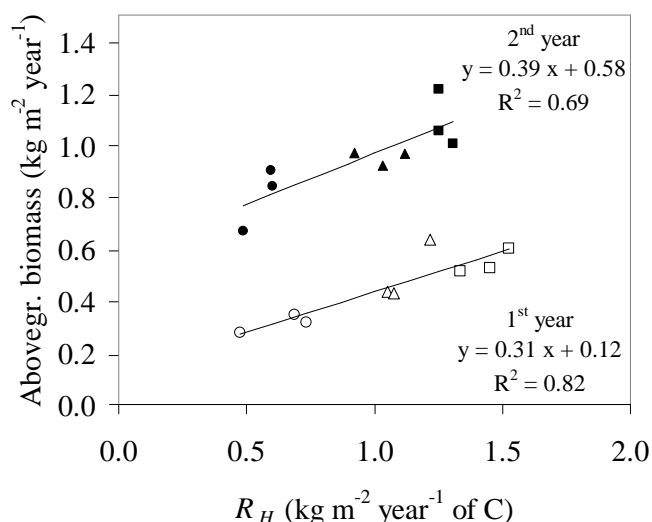 Abovegr. biomass (kg m⁻² year⁻¹)
1.4
1.2
1.0
0.8
0.6
0.4
0.2
0.0
2ⁿᵈ year
y = 0.39 x + 0.58
R² = 0.69
1ˢᵗ year
y = 0.31 x + 0.12
R² = 0.82
0.0 0.5 1.0 1.5 2.0
R_H (kg m⁻² year⁻¹ of C)